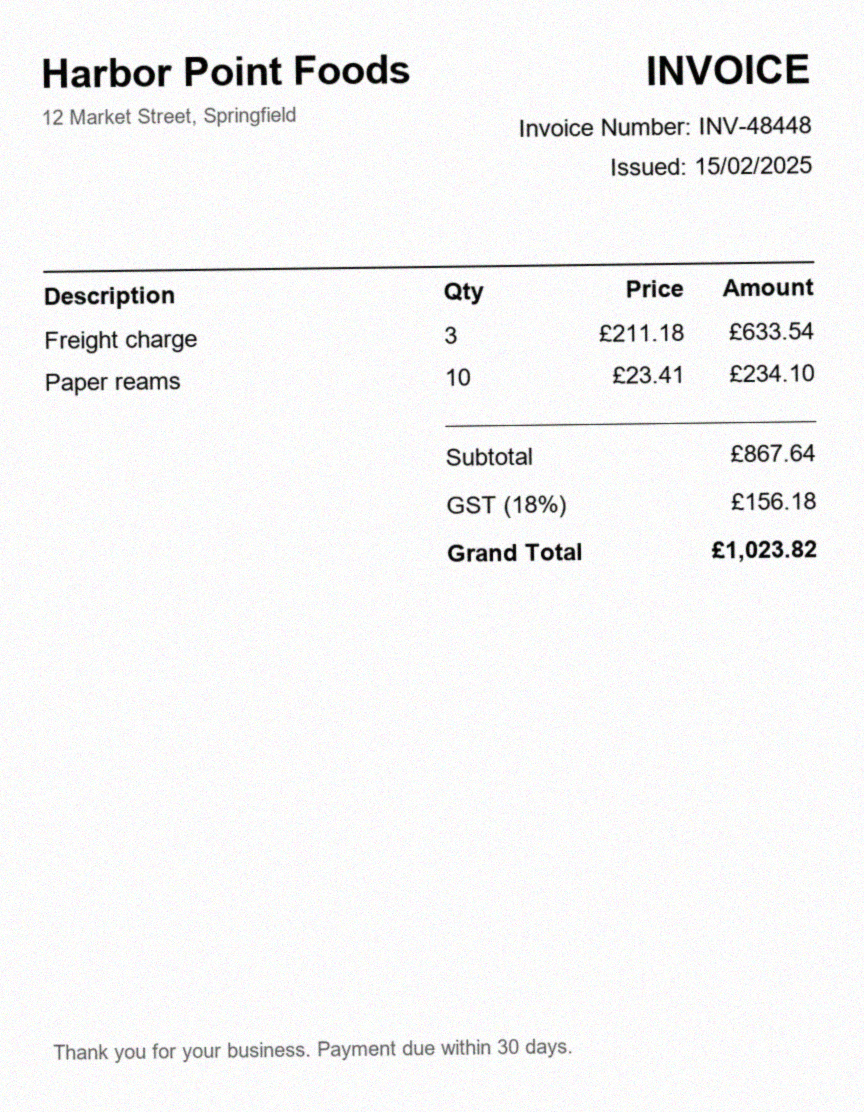 Harbor Point Foods INVOICE
12 Market Street, Springfield
Invoice Number: INV-48448
Issued: 15/02/2025
Description Qty Price Amount
Freight charge 3 £211.18 £633.54
Paper reams 10 £23.41 £234.10
Subtotal £867.64
GST (18%) £156.18
Grand Total £1,023.82
Thank you for your business. Payment due within 30 days.